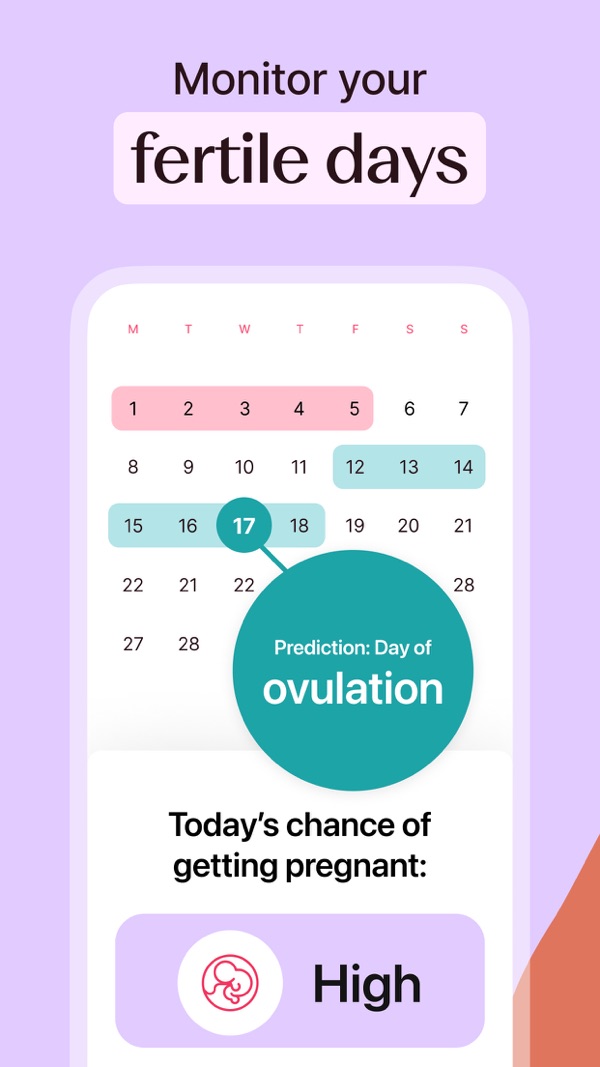 Monitor your
fertile days
M T W T F S S
1 2 3 4 5 6 7
8 9 10 11 12 13 14
15 16 17 18 19 20 21
22 21 22 28
27 28
Prediction: Day of
ovulation
Today's chance of
getting pregnant:
High